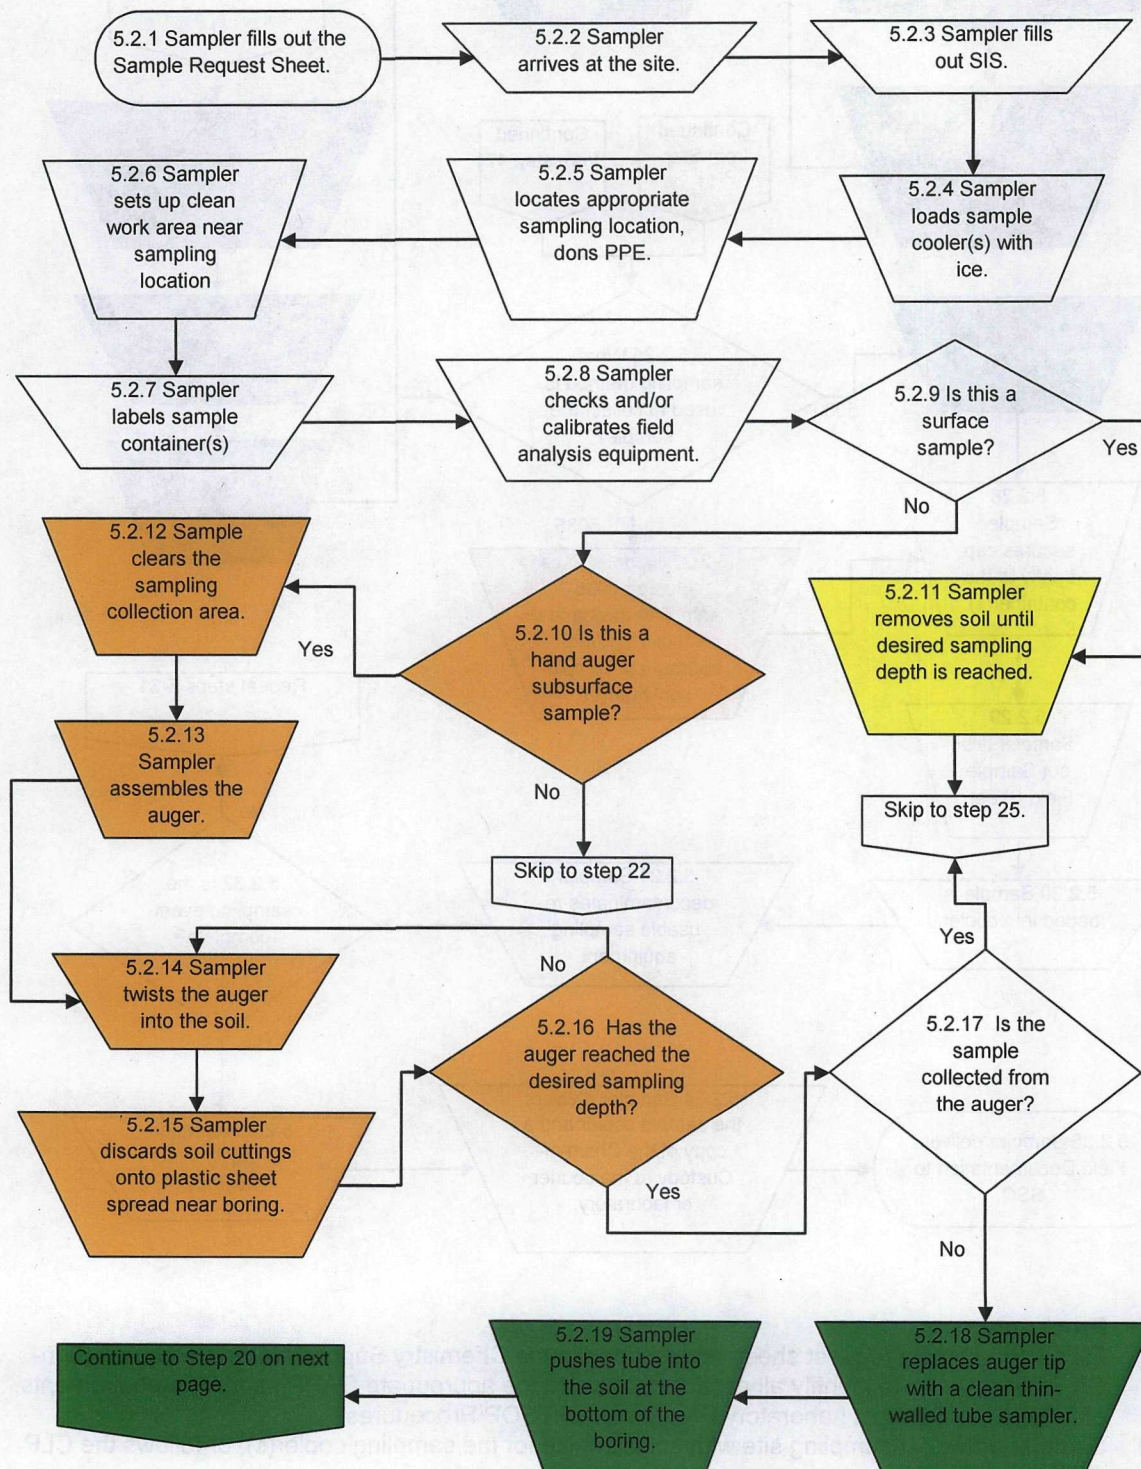 5.2.1 Sampler fills out the
Sample Request Sheet.
5.2.2 Sampler
arrives at the site.
5.2.3 Sampler fills
out SIS.
5.2.6 Sampler
sets up clean
work area near
sampling
location
5.2.5 Sampler
locates appropriate
sampling location,
dons PPE.
5.2.4 Sampler
loads sample
cooler(s) with
ice.
5.2.7 Sampler
labels sample
container(s)
5.2.8 Sampler
checks and/or
calibrates field
analysis equipment.
5.2.9 Is this a
surface
sample?
Yes
No
5.2.12 Sample
clears the
sampling
collection area.
Yes
5.2.10 Is this a
hand auger
subsurface
sample?
5.2.11 Sampler
removes soil until
desired sampling
depth is reached.
5.2.13
Sampler
assembles the
auger.
No
Skip to step 25.
Skip to step 22
Yes
No
5.2.14 Sampler
twists the auger
into the soil.
5.2.16 Has the
auger reached the
desired sampling
depth?
5.2.17 Is the
sample
collected from
the auger?
5.2.15 Sampler
discards soil cuttings
onto plastic sheet
spread near boring.
Yes
No
Continue to Step 20 on next
page.
5.2.19 Sampler
pushes tube into
the soil at the
bottom of the
boring.
5.2.18 Sampler
replaces auger tip
with a clean thin-
walled tube sampler.